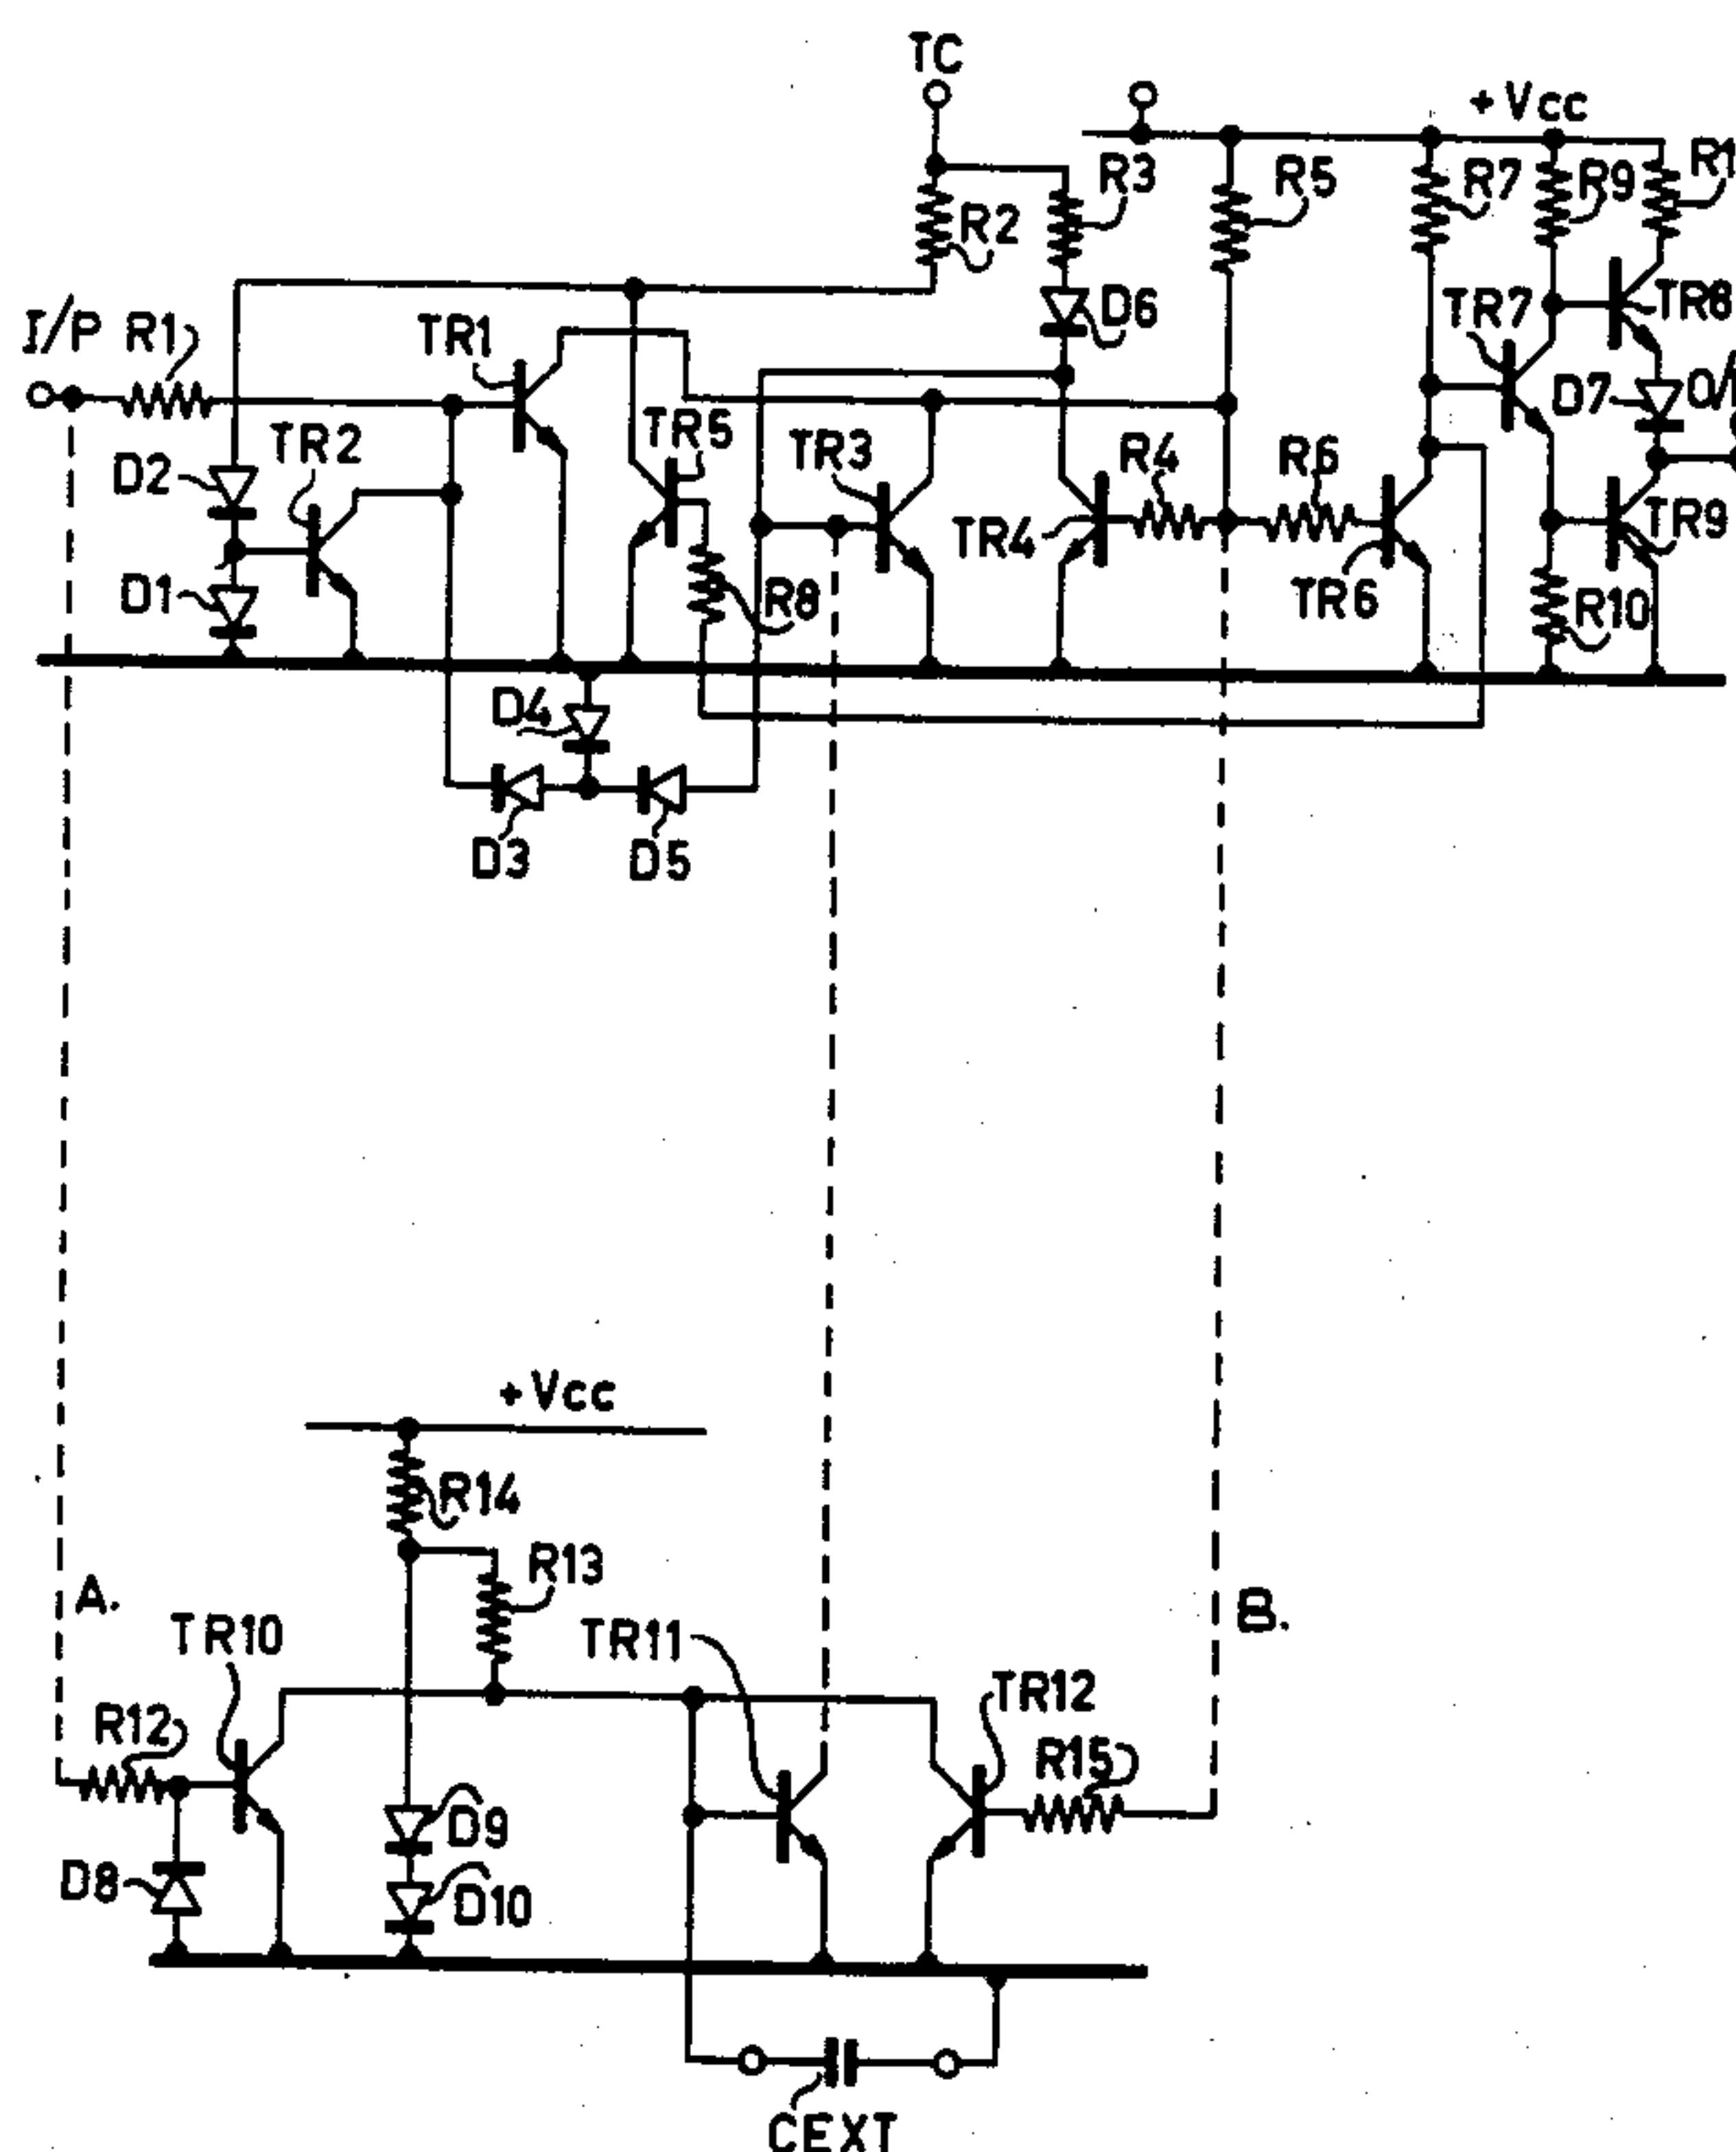 TC
+Vcc
R3
R5
R7
R9
R2
I/P R1
TR1
D6
TR7
TR8
D7
TR2
TR5
TR3
R4
R6
D2
TR4
TR9
D1
R8
TR6
R10
D4
D3
D5
+Vcc
R14
R13
A.
B.
TR10
TR11
TR12
R12
R15
D9
D8
D10
CEXT